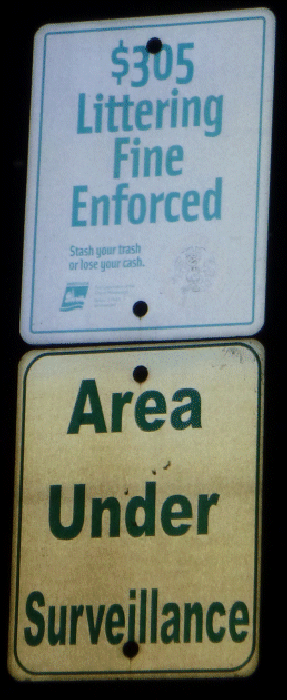 $305
Littering
Fine
Enforced
Stash your trash
or lose your cash.
Area
Under
Surveillance